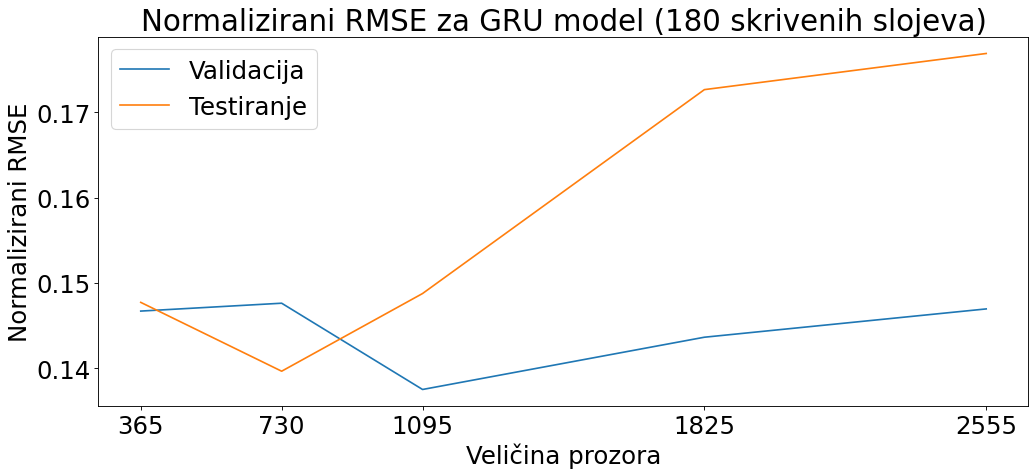 Normalizirani RMSE za GRU model (180 skrivenih slojeva)
Validacija
Testiranje
Normalizirani RMSE
0.17
0.16
0.15
0.14
365 730 1095 1825 2555
Veličina prozora